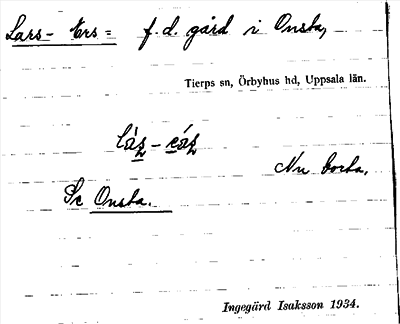 Lars-Ers= f.d. gård i Onsta,
Tierps sn, Örbyhus hd, Uppsala län.
Nu borta.
Se Onsta.
Ingegärd Isaksson 1934.